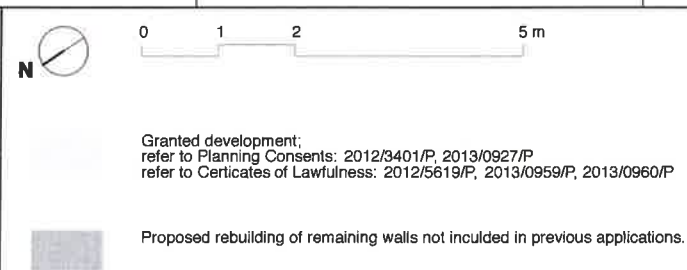 0 1 2 5 m
N
Granted development;
refer to Planning Consents: 2012/3401/P, 2013/0927/P
refer to Certicates of Lawfulness: 2012/5619/P, 2013/0959/P, 2013/0960/P
Proposed rebuilding of remaining walls not inculded in previous applications.